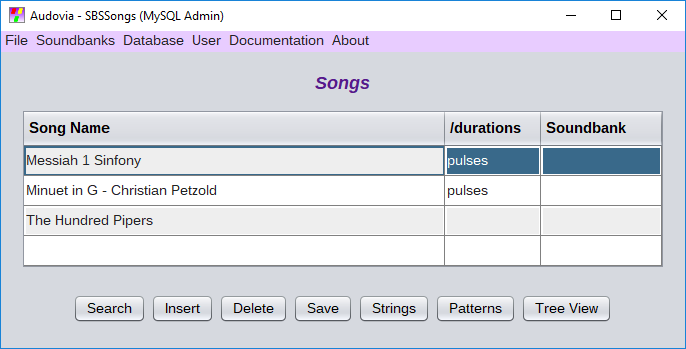 Audovia - SBSSongs (MySQL Admin)
File Soundbanks Database User Documentation About
Songs
Song Name /durations Soundbank
Messiah 1 Sinfony pulses
Minuet in G - Christian Petzold pulses
The Hundred Pipers
Search Insert Delete Save Strings Patterns Tree View